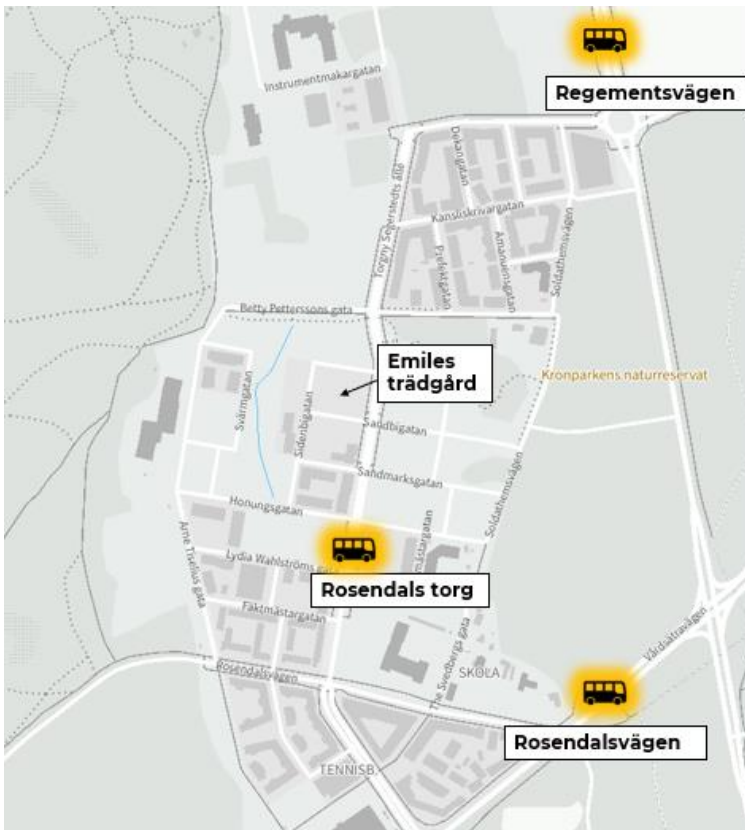 Regementsvägen
Instrumentmakargatan
Dekangatan
Torgny Segerstedts allé
Kansliskrivargatan
Soldathemsvägen
Prefektgatan
Amanuensgatan
Betty Petterssons gata
Emiles
trädgård
Kronparkens naturreservat
Svärmgatan
Sidenbigatan
Sandbigatan
Sandmarksgatan
Soldathemsvägen
Honungsgatan
Arne Tiselius gata
Lydia Wahlströms gata
Rosendals torg
Faktmästargatan
Vårdsätravägen
The Svedbergs gata
SKOLA
Rosendalsvägen
Rosendalsvägen
TENNISB.